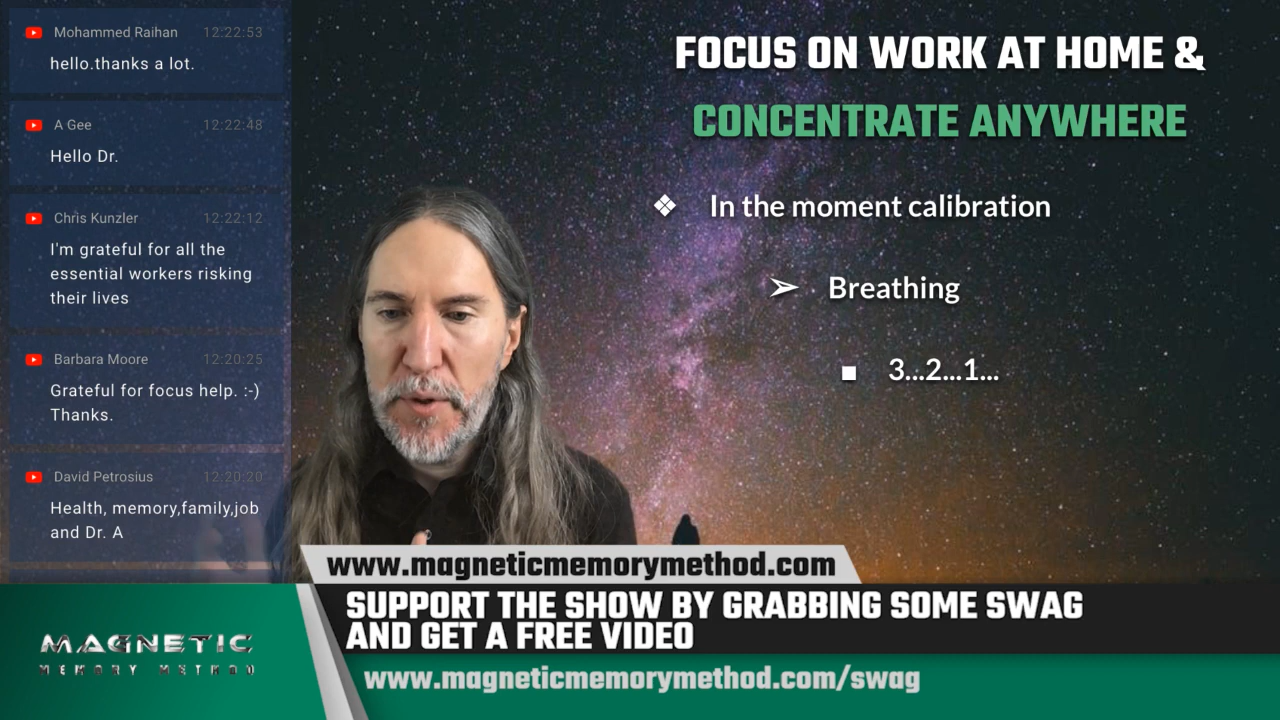 Mohammed Raihan 12:22:53
hello.thanks a lot.
A Gee 12:22:48
Hello Dr.
Chris Kunzler 12:22:12
I'm grateful for all the
essential workers risking
their lives
Barbara Moore 12:20:25
Grateful for focus help. :-)
Thanks.
David Petrosius 12:20:20
Health, memory,family,job
and Dr. A
FOCUS ON WORK AT HOME &
CONCENTRATE ANYWHERE
❖ In the moment calibration
➢ Breathing
▪ 3...2...1...
www.magneticmemorymethod.com
SUPPORT THE SHOW BY GRABBING SOME SWAG
AND GET A FREE VIDEO
www.magneticmemorymethod.com/swag
MAGNETIC
MEMORY METHOD